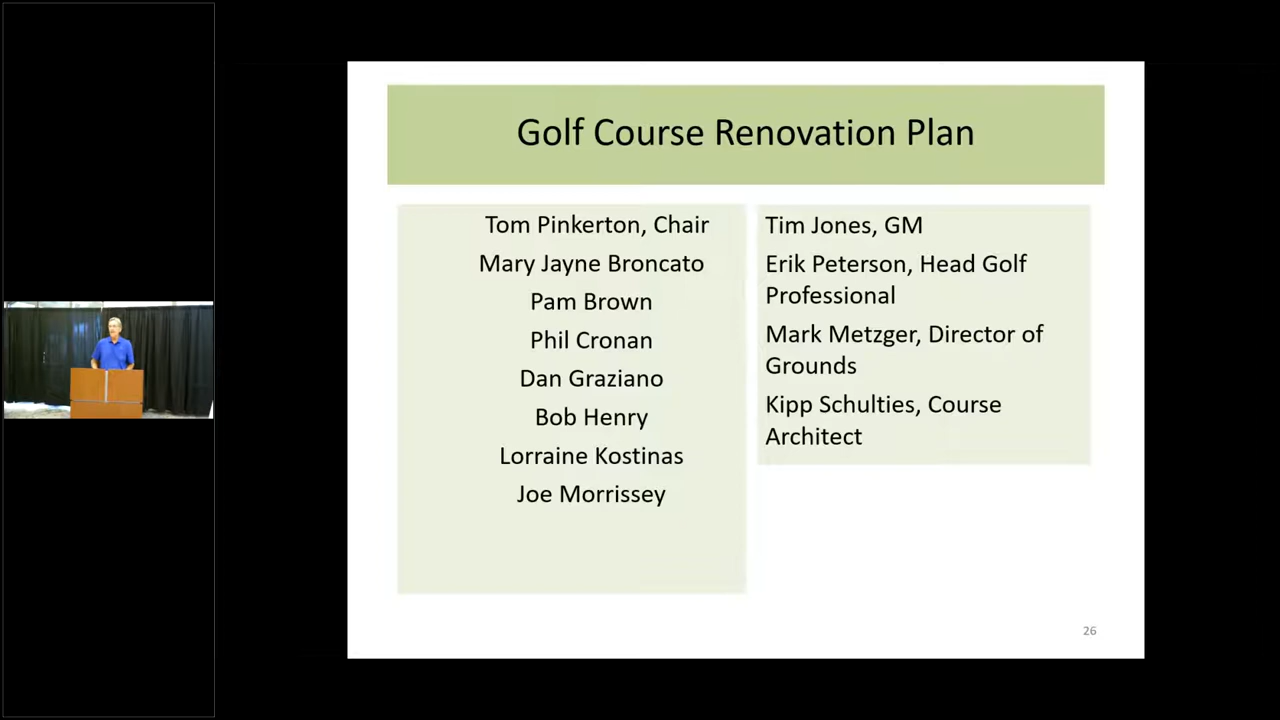 Golf Course Renovation Plan
Tom Pinkerton, Chair
Mary Jayne Broncato
Pam Brown
Phil Cronan
Dan Graziano
Bob Henry
Lorraine Kostinas
Joe Morrissey
Tim Jones, GM
Erik Peterson, Head Golf
Professional
Mark Metzger, Director of
Grounds
Kipp Schulties, Course
Architect
26